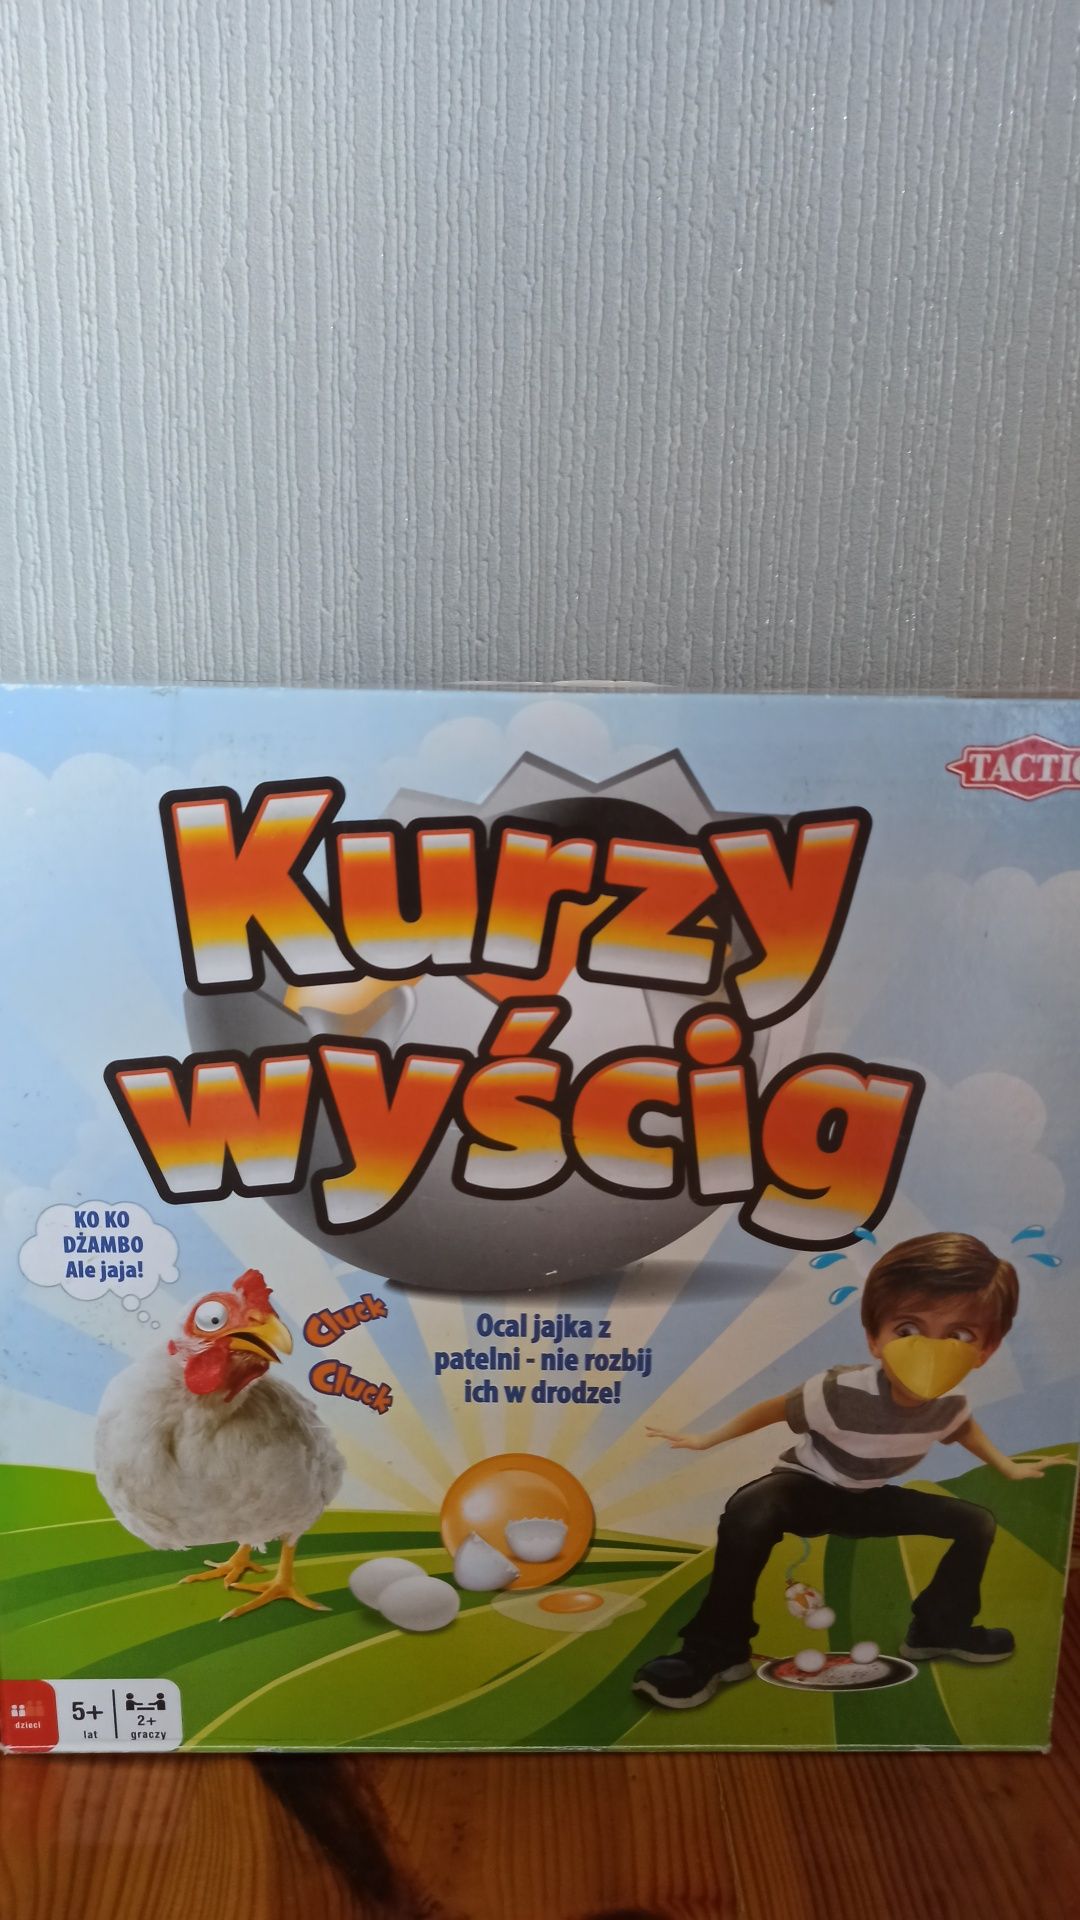 TACTIC
Kurzy
wyścig
KO KO
DŻAMBO
Ale jaja!
Cluck
Cluck
Ocal jajka z
patelni - nie rozbij
ich w drodze!
dzieci
5+
lat
2+
graczy